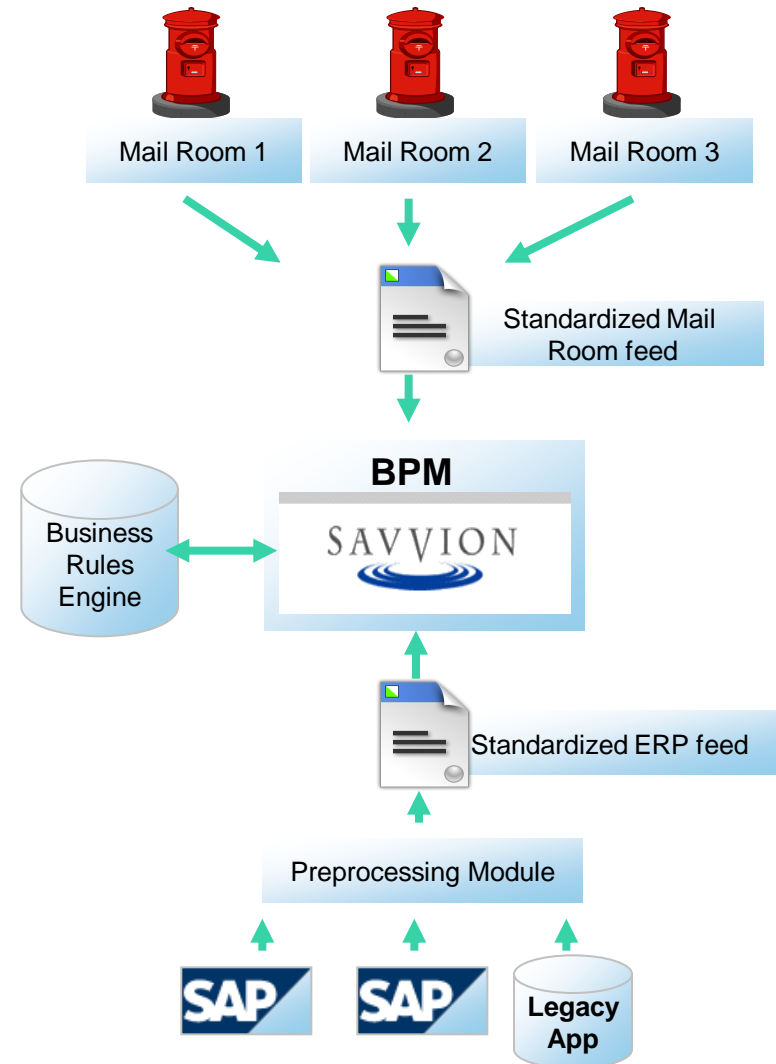 Mail Room 1
Mail Room 2
Mail Room 3
Standardized Mail
Room feed
BPM
SAVVION
Business
Rules
Engine
Standardized ERP feed
Preprocessing Module
SAP
SAP
Legacy
App